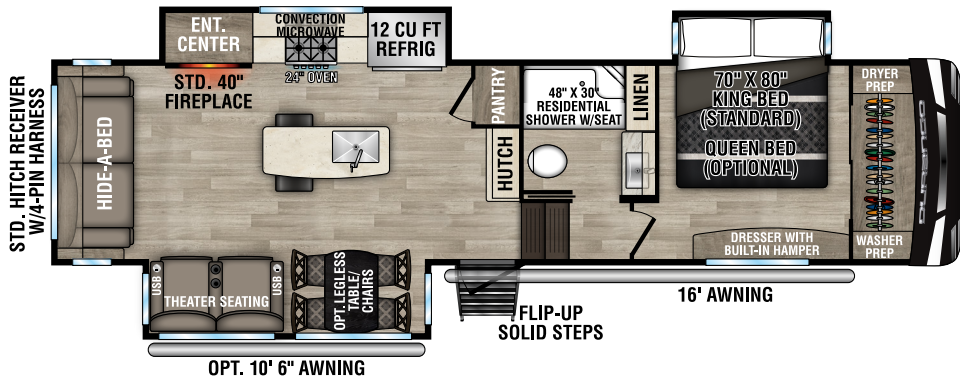 ENT.
CENTER
CONVECTION
MICROWAVE
24" OVEN
12 CU FT
REFRIG
STD. 40"
FIREPLACE
STD. HITCH RECEIVER
W/4-PIN HARNESS
HIDE-A-BED
PANTRY
HUTCH
48" X 30"
RESIDENTIAL
SHOWER W/SEAT
LINEN
70" X 80"
KING BED
(STANDARD)
QUEEN BED
(OPTIONAL)
DRYER
PREP
DURANGO
WASHER
PREP
DRESSER WITH
BUILT-IN HAMPER
USB
THEATER SEATING
USB
OPT. LEGLESS
TABLE/
CHAIRS
FLIP-UP
SOLID STEPS
16' AWNING
OPT. 10' 6" AWNING